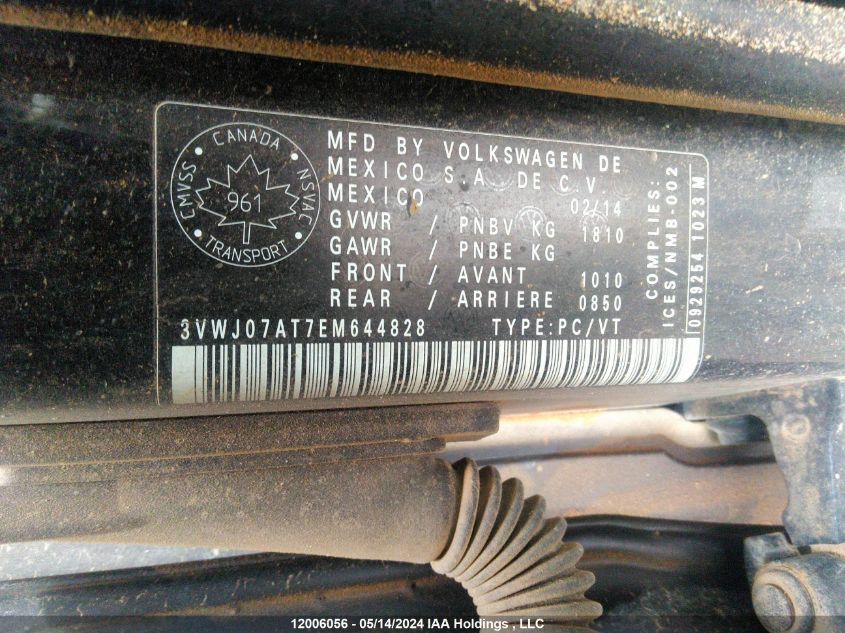 CANADA
CMVSS
NSVAC
961
TRANSPORT
MFD BY VOLKSWAGEN DE
MEXICO S.A. DE C.V.
MEXICO 02/14
GVWR / PNBV KG 1810
GAWR / PNBE KG
FRONT / AVANT 1010
REAR / ARRIERE 0850
3VWJ07AT7EM644828 TYPE:PC/VT
COMPLIES:
ICES/NMB-002
0929254 1023 M
12006056 - 05/14/2024 IAA Holdings , LLC